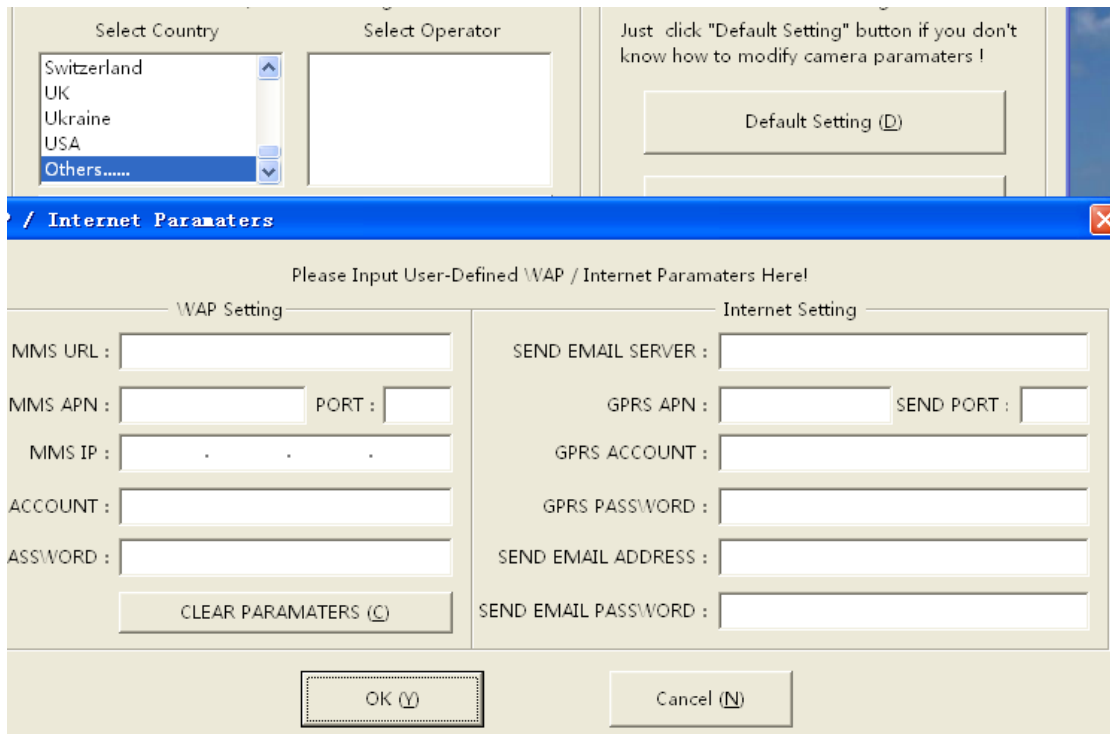 Select Country
Select Operator
Just click "Default Setting" button if you don't
know how to modify camera paramaters !
Switzerland
UK
Ukraine
USA
Others......
Default Setting (D)
/ Internet Paramaters
Please Input User-Defined WAP / Internet Paramaters Here!
WAP Setting
MMS URL :
MMS APN :
PORT :
MMS IP :
. . .
ACCOUNT :
ASSWORD :
CLEAR PARAMATERS (C)
Internet Setting
SEND EMAIL SERVER :
GPRS APN :
SEND PORT :
GPRS ACCOUNT :
GPRS PASSWORD :
SEND EMAIL ADDRESS :
SEND EMAIL PASSWORD :
OK (Y)
Cancel (N)